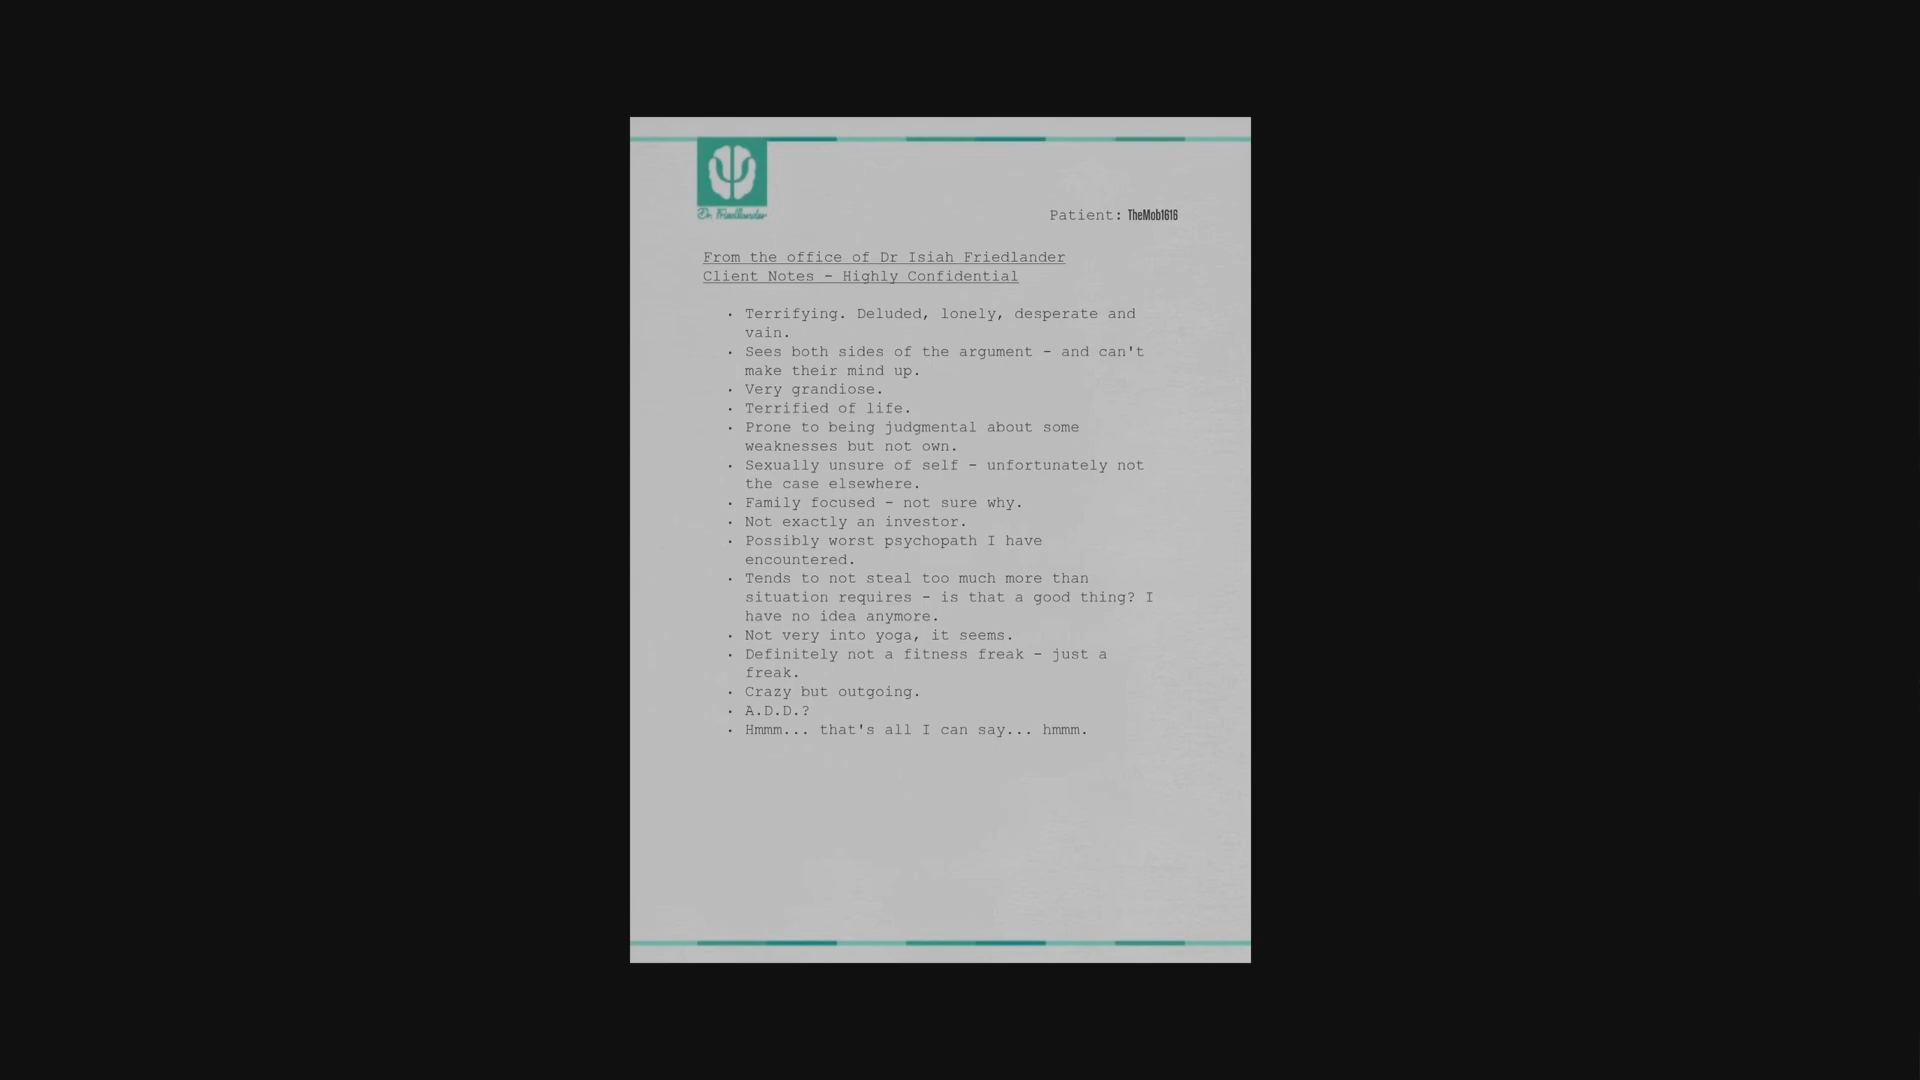 Dr. Friedlander
Patient: TheMob1616
From the office of Dr Isiah Friedlander
Client Notes - Highly Confidential
• Terrifying. Deluded, lonely, desperate and
vain.
• Sees both sides of the argument - and can't
make their mind up.
• Very grandiose.
• Terrified of life.
• Prone to being judgmental about some
weaknesses but not own.
• Sexually unsure of self - unfortunately not
the case elsewhere.
• Family focused - not sure why.
• Not exactly an investor.
• Possibly worst psychopath I have
encountered.
• Tends to not steal too much more than
situation requires - is that a good thing? I
have no idea anymore.
• Not very into yoga, it seems.
• Definitely not a fitness freak - just a
freak.
• Crazy but outgoing.
• A.D.D.?
• Hmmm... that's all I can say... hmmm.